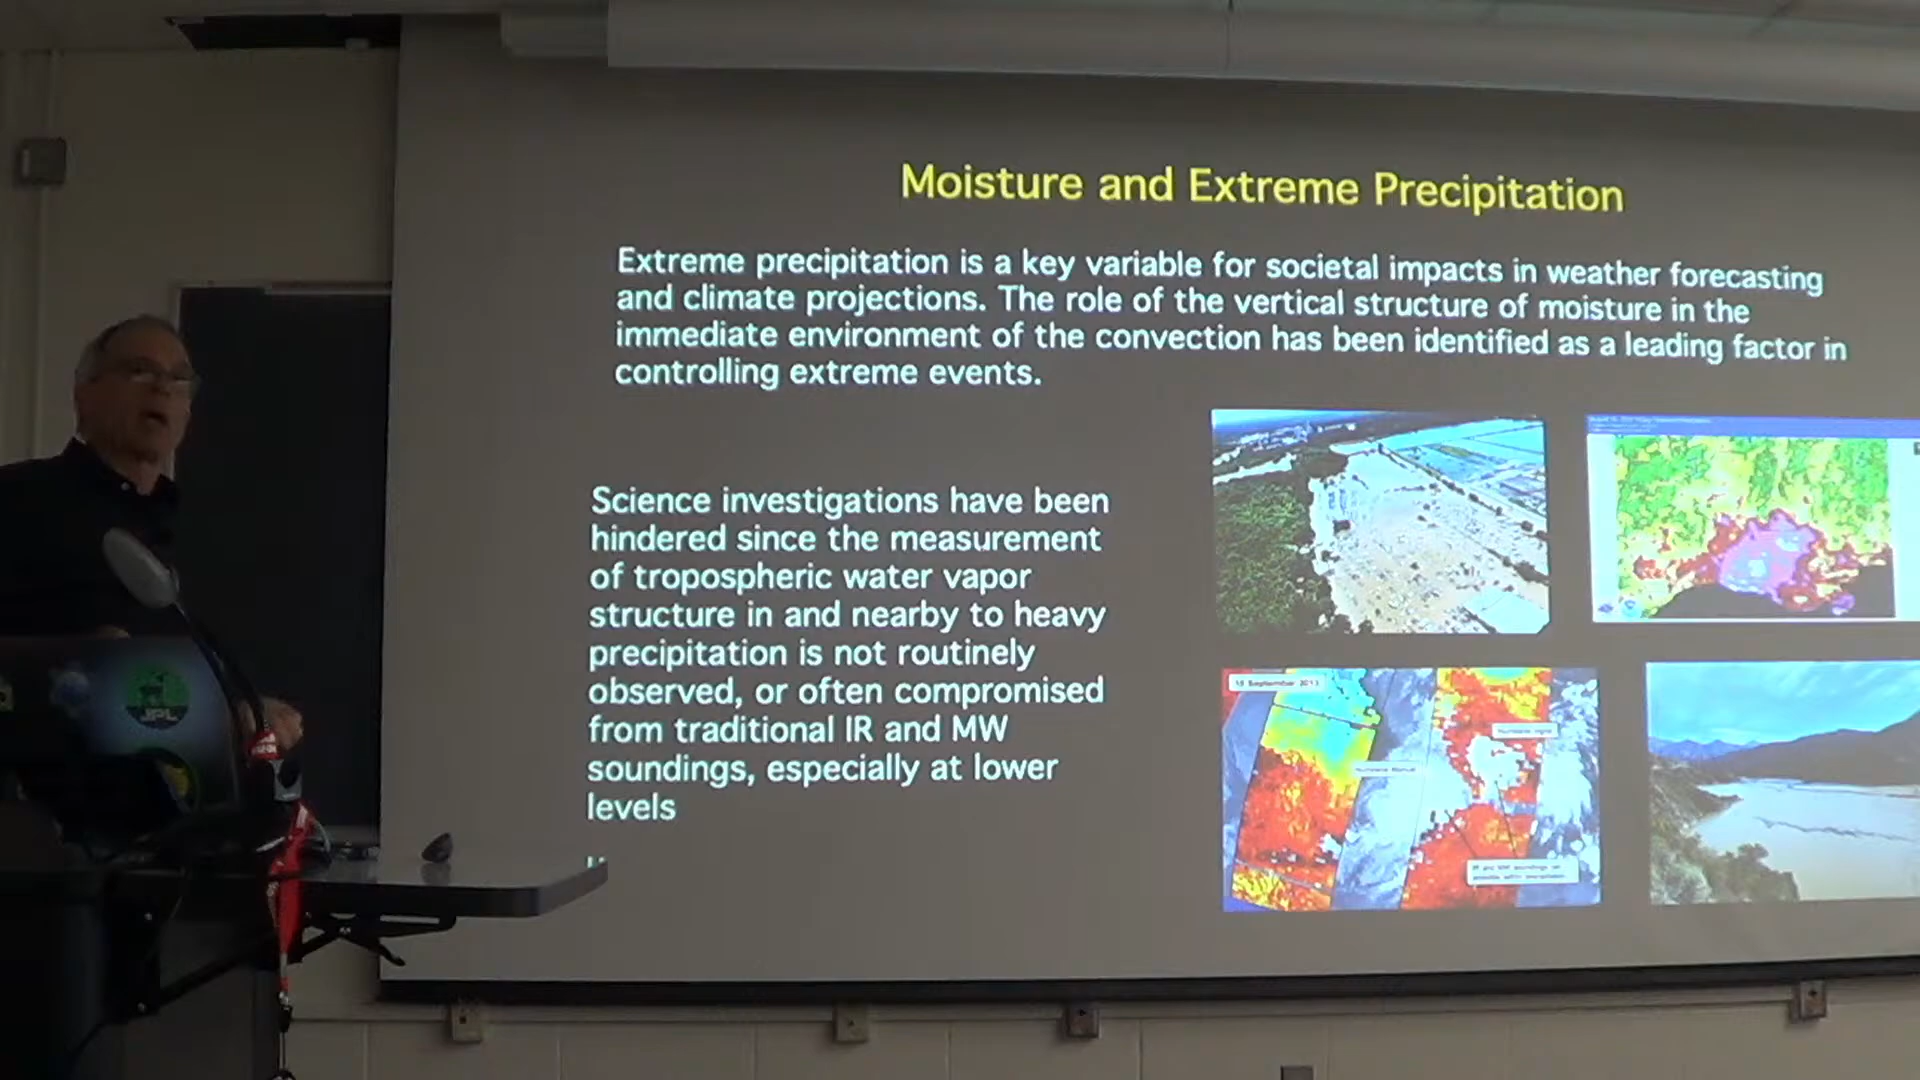 Moisture and Extreme Precipitation
Extreme precipitation is a key variable for societal impacts in weather forecasting
and climate projections. The role of the vertical structure of moisture in the
immediate environment of the convection has been identified as a leading factor in
controlling extreme events.
Science investigations have been
hindered since the measurement
of tropospheric water vapor
structure in and nearby to heavy
precipitation is not routinely
observed, or often compromised
from traditional IR and MW
soundings, especially at lower
levels
September 2013
Hurricane Manuel
JPL